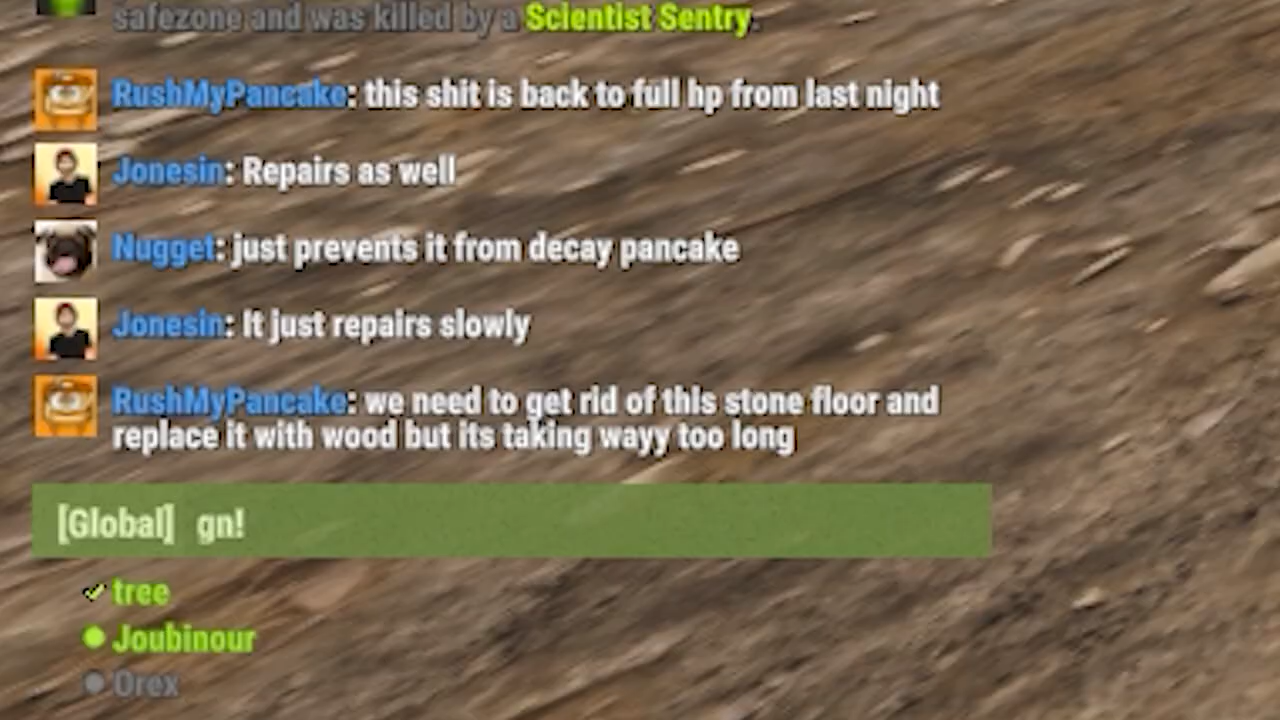 safezone and was killed by a Scientist Sentry.
RushMyPancake: this shit is back to full hp from last night
Jonesin: Repairs as well
Nugget: just prevents it from decay pancake
Jonesin: It just repairs slowly
RushMyPancake: we need to get rid of this stone floor and
replace it with wood but its taking wayy too long
[Global] gn!
tree
Joubinour
Orex